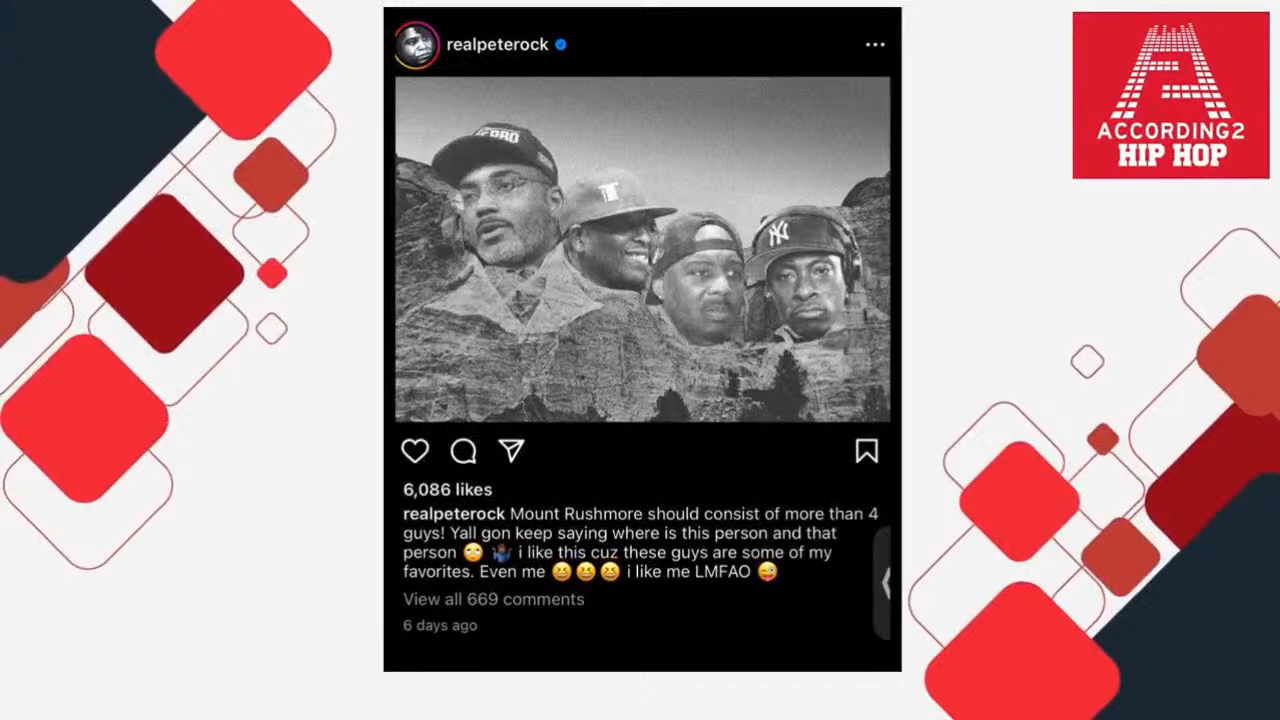 realpeterock
PRO
T
NY
6,086 likes
realpeterock Mount Rushmore should consist of more than 4
guys! Yall gon keep saying where is this person and that
person 🙄 🤷🏾‍♂️ i like this cuz these guys are some of my
favorites. Even me 😆😆😆 i like me LMFAO 😜
View all 669 comments
6 days ago
A
ACCORDING2
HIP HOP